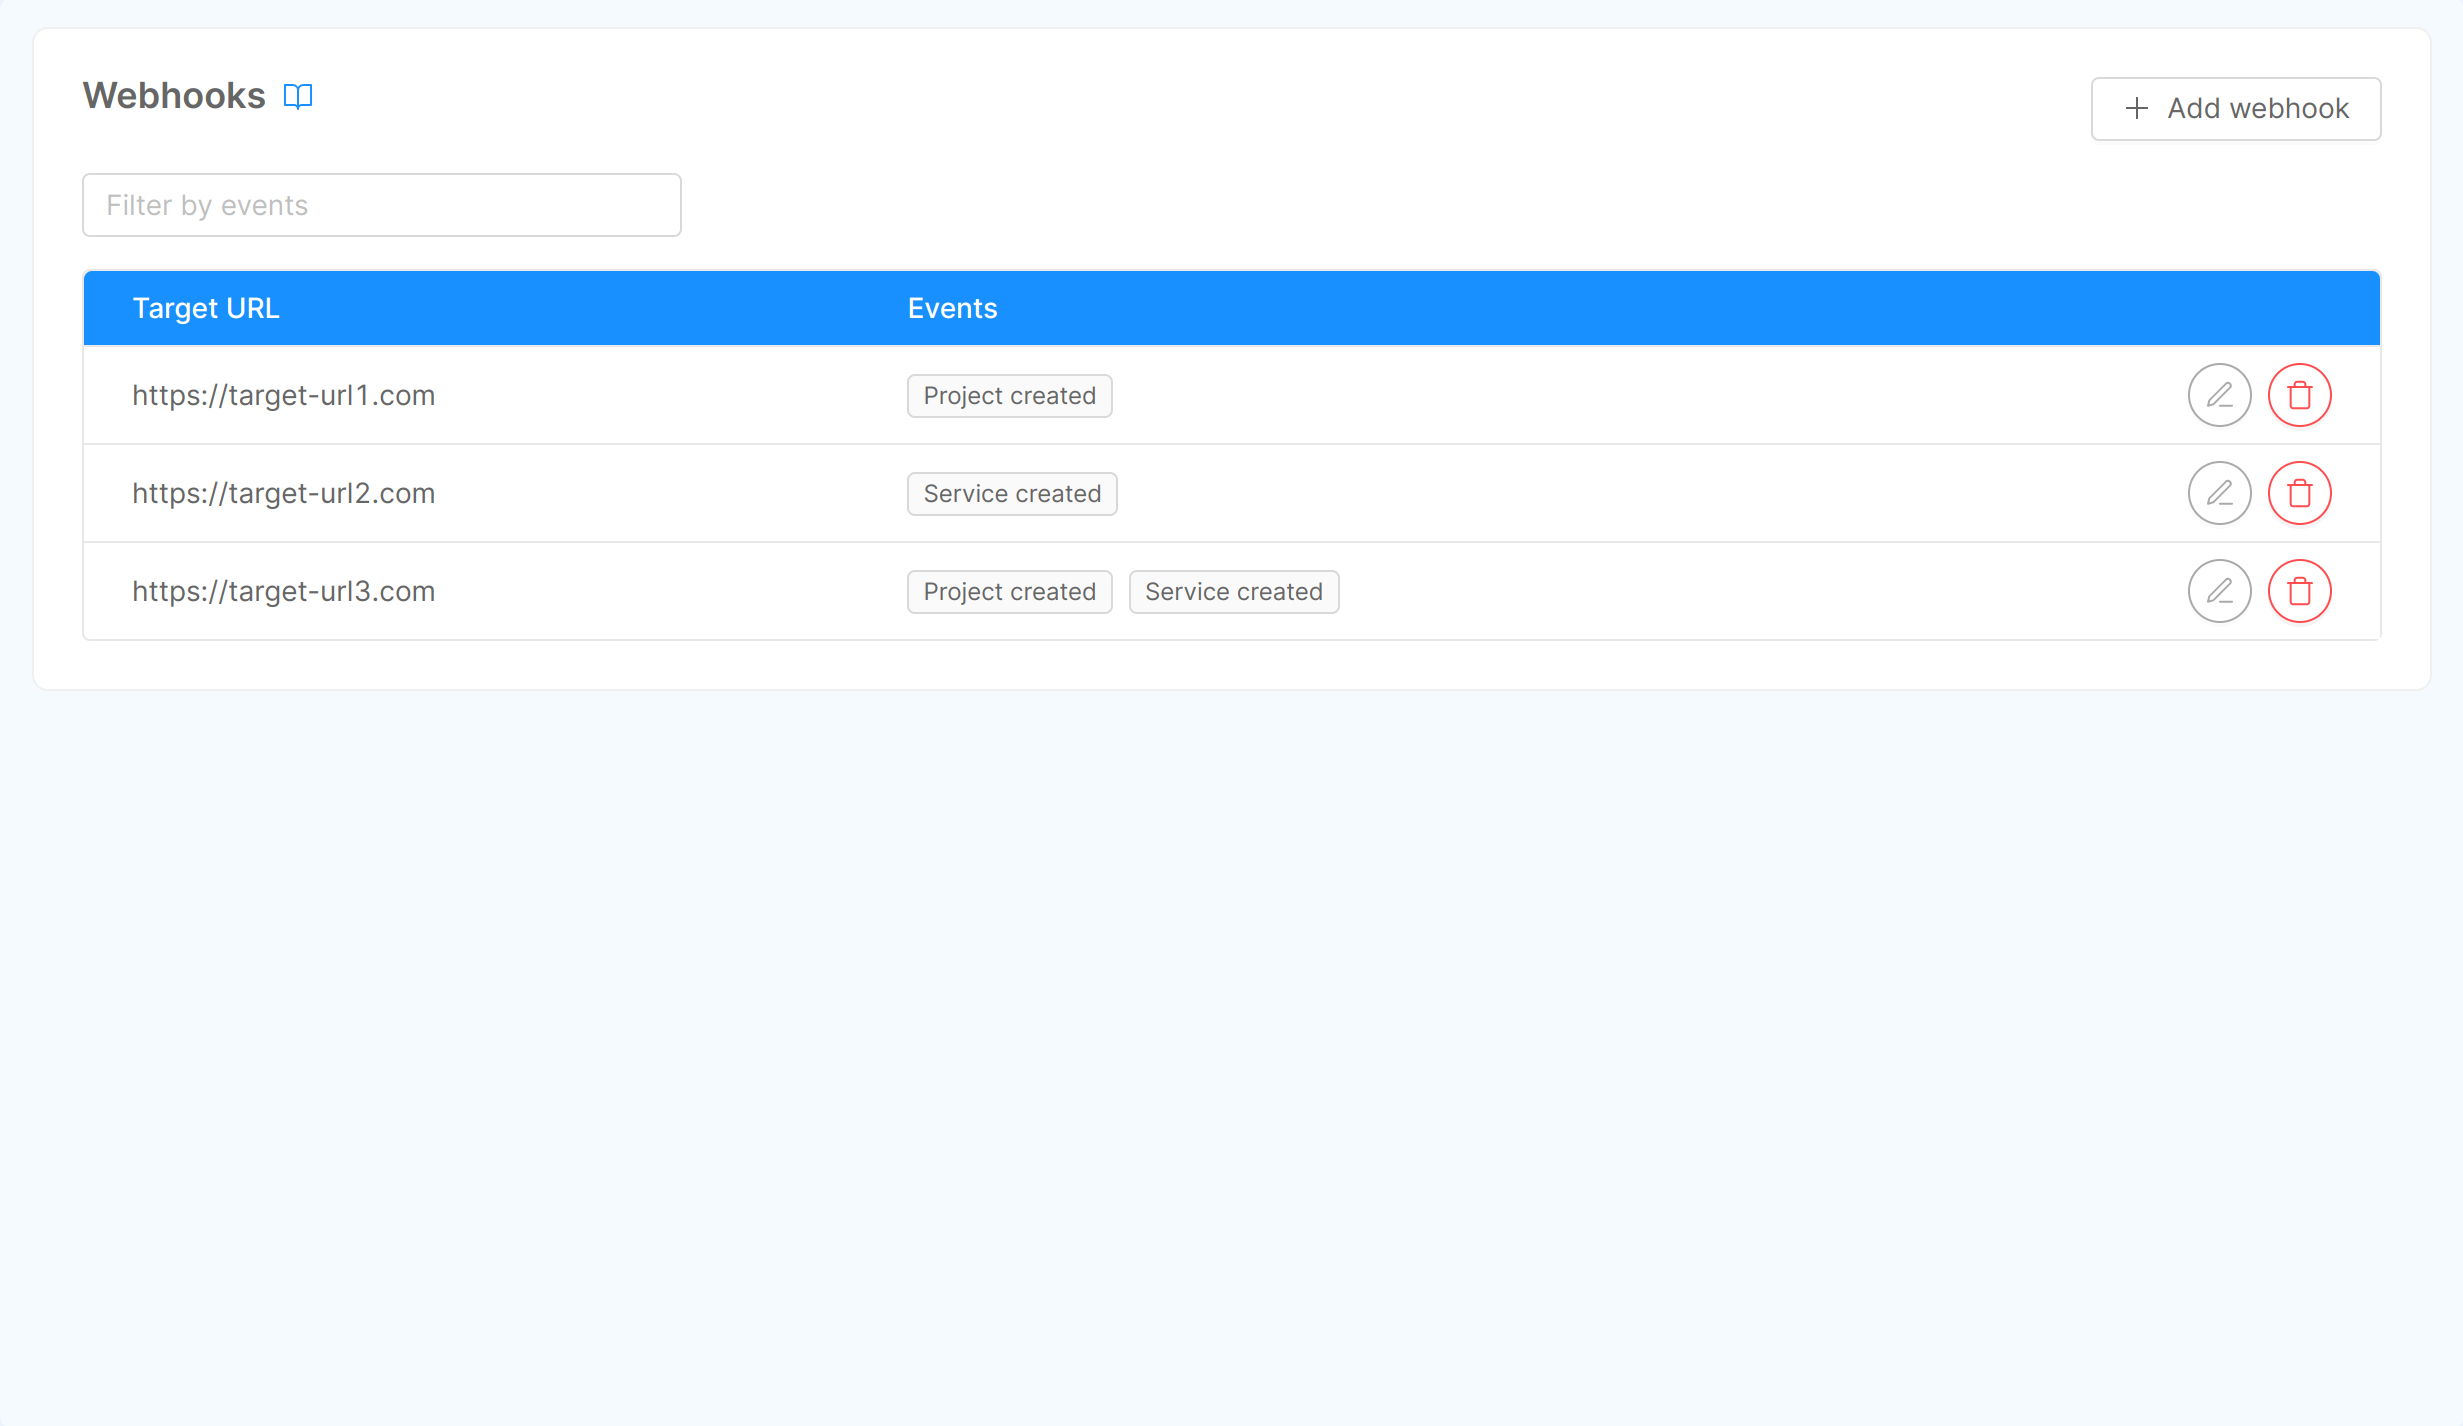 Webhooks
Add webhook
Filter by events
Target URL Events
https://target-url1.com Project created
https://target-url2.com Service created
https://target-url3.com Project created Service created